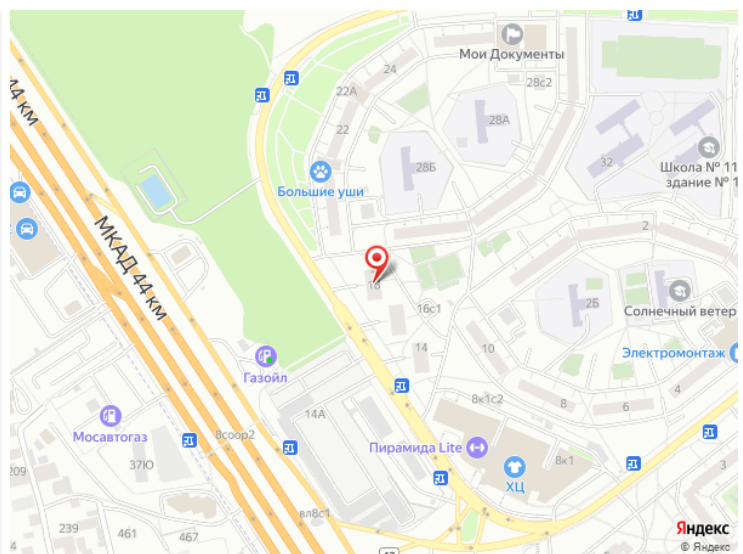 Мои Документы
24
28с2
22А
44 км
28А
22
32
Школа № 11
здание № 1
28Б
Большие уши
2
МКАД 44 км
18
16с1
2Б
Солнечный ветер
14
10
Электромонтаж
Газойл
4
14А
8к1с2
8
6
Мосавтогаз
8соор2
Пирамида Lite
8к1
3
37Ю
209
ХЦ
вл8с1
239
461
467
Яндекс
© Яндекс